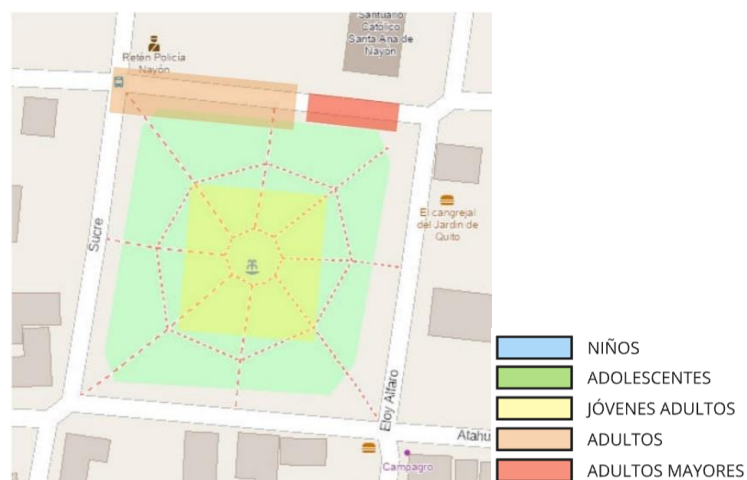 Santuario
Católico
Santa Ana de
Nayón
Retén Policía
Nayón
El cangrejal
del Jardin de
Quito
Sucre
Eloy Alfaro
Atahu
Campagro
NIÑOS
ADOLESCENTES
JÓVENES ADULTOS
ADULTOS
ADULTOS MAYORES